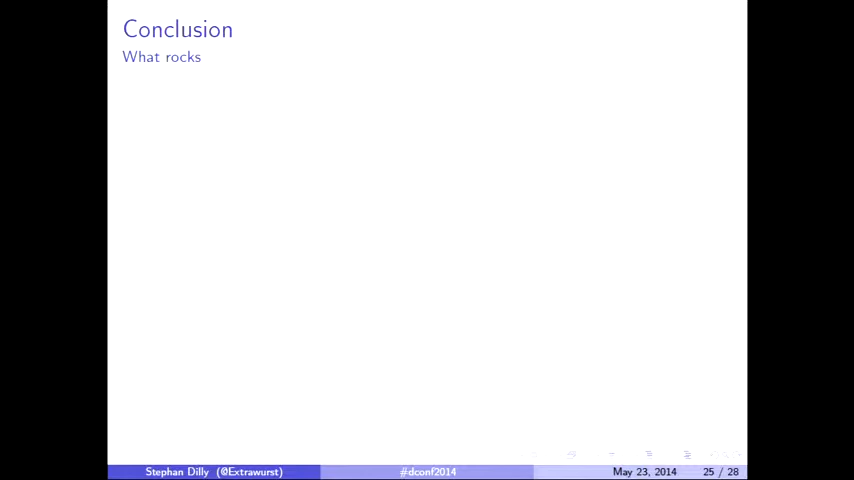 Conclusion
What rocks
Stephan Dilly (@Extrawurst) #dconf2014 May 23, 2014 25 / 28